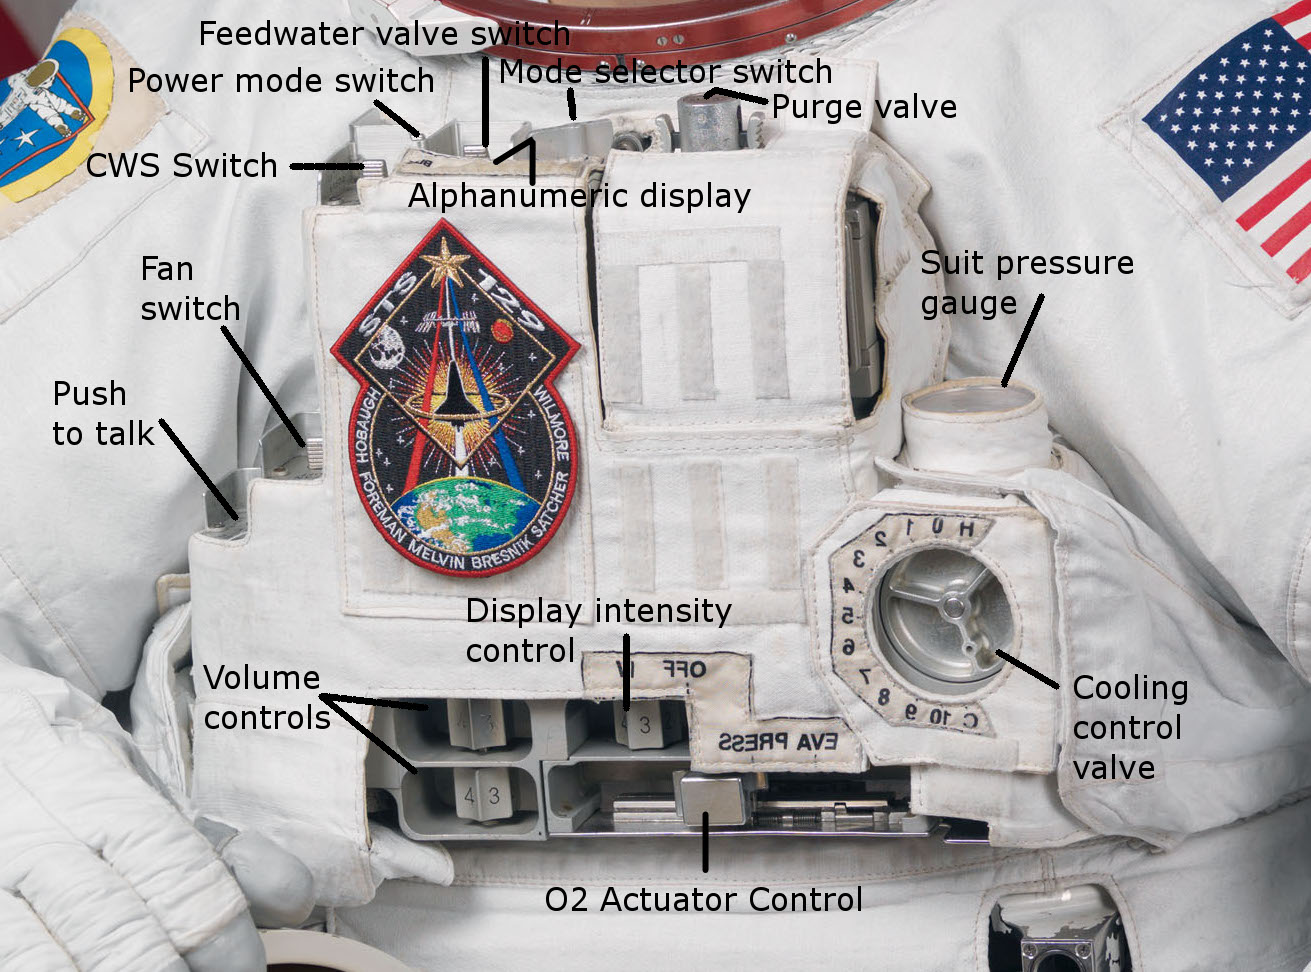 Feedwater valve switch
Power mode switch
Mode selector switch
Purge valve
CWS Switch
Alphanumeric display
Fan
switch
Push
to talk
Suit pressure
gauge
STS 129
HOBAUGH
FOREMAN MELVIN BRESNIK SATCHER
WILMORE
H 0 1 2 3 4 5 6 7 8 9 10 C
Display intensity
control
OFF IV
EVA PRESS
Volume
controls
4 3
4 3
4 3
Cooling
control
valve
O2 Actuator Control